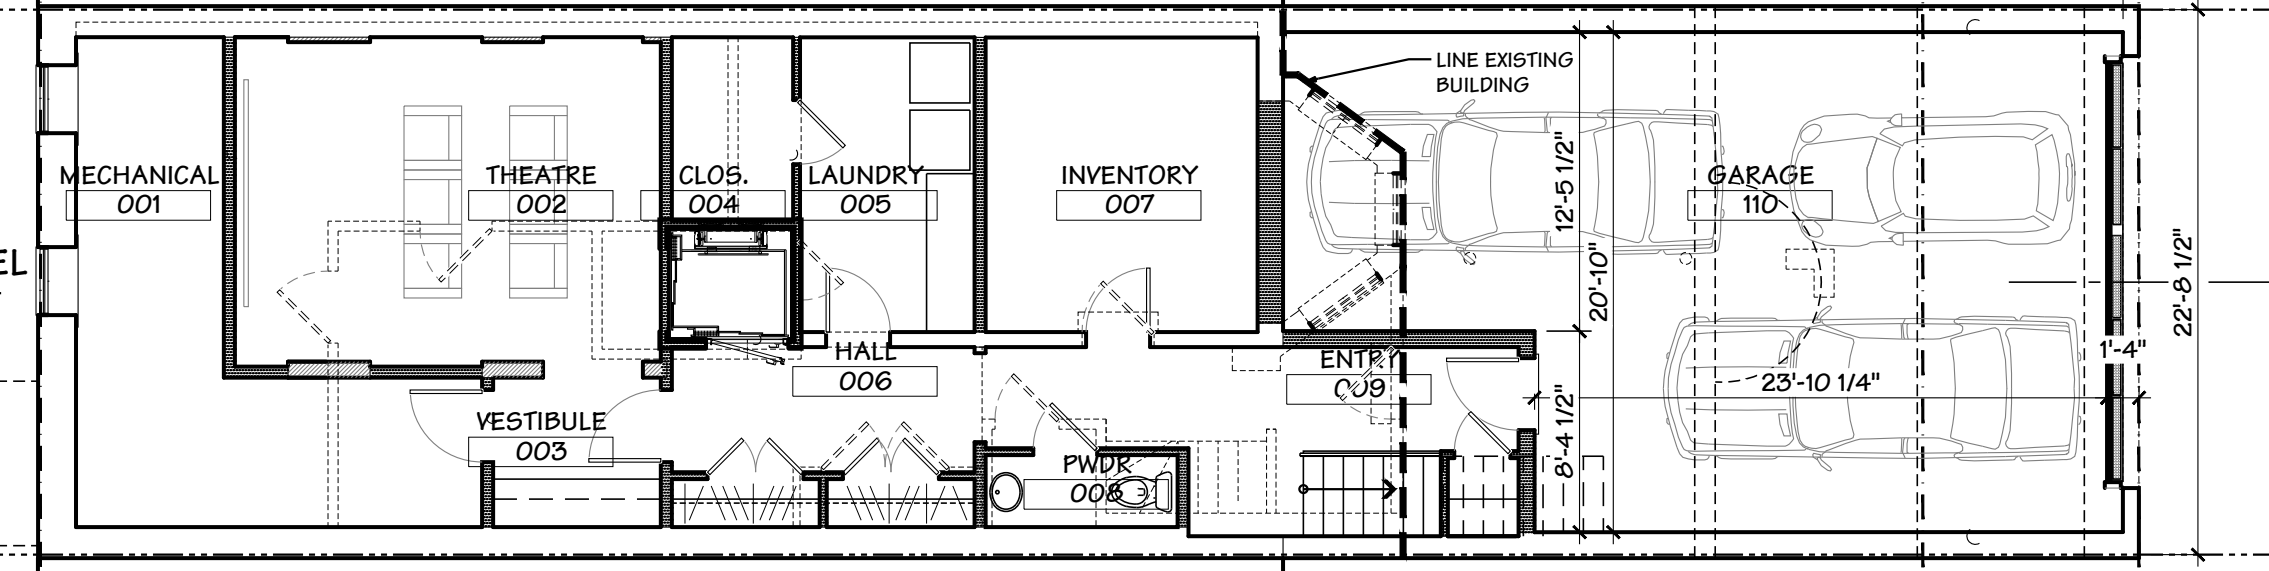 LINE EXISTING
BUILDING
MECHANICAL
001
THEATRE
002
CLOS.
004
LAUNDRY
005
INVENTORY
007
GARAGE
110
12'-5 1/2"
20'-10"
22'-8 1/2"
EL
HALL
006
ENTRY
009
1'-4"
23'-10 1/4"
VESTIBULE
003
8'-4 1/2"
PWDR
008